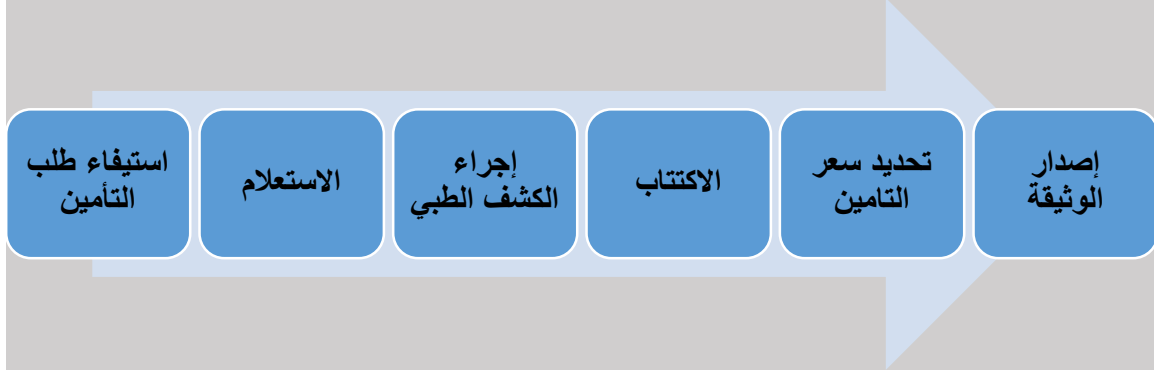 استيفاء طلب
التأمين
الاستعلام
إجراء
الكشف الطبي
الاكتتاب
تحديد سعر
التامين
إصدار
الوثيقة